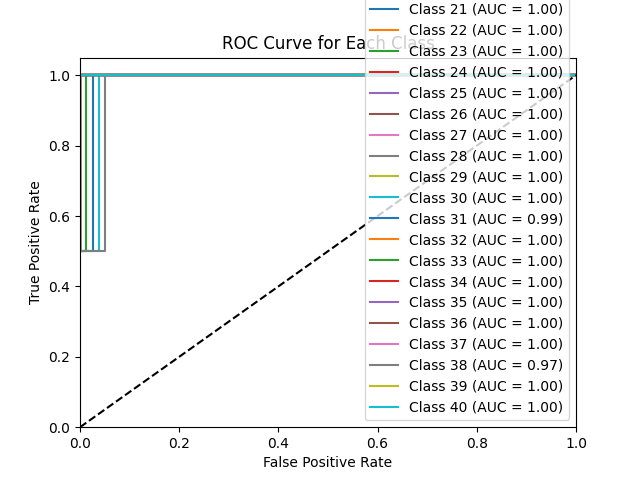 ROC Curve for Each Class
Class 21 (AUC = 1.00)
Class 22 (AUC = 1.00)
Class 23 (AUC = 1.00)
Class 24 (AUC = 1.00)
Class 25 (AUC = 1.00)
Class 26 (AUC = 1.00)
Class 27 (AUC = 1.00)
Class 28 (AUC = 1.00)
Class 29 (AUC = 1.00)
Class 30 (AUC = 1.00)
Class 31 (AUC = 0.99)
Class 32 (AUC = 1.00)
Class 33 (AUC = 1.00)
Class 34 (AUC = 1.00)
Class 35 (AUC = 1.00)
Class 36 (AUC = 1.00)
Class 37 (AUC = 1.00)
Class 38 (AUC = 0.97)
Class 39 (AUC = 1.00)
Class 40 (AUC = 1.00)
True Positive Rate
1.0
0.8
0.6
0.4
0.2
0.0
0.0 0.2 0.4 0.6 0.8 1.0
False Positive Rate